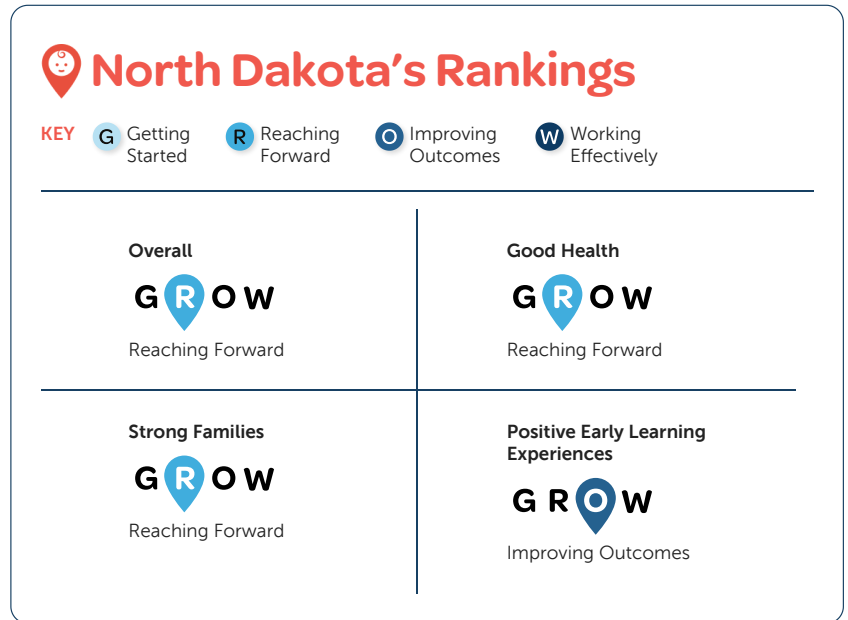 North Dakota's Rankings
KEY
G Getting Started
R Reaching Forward
O Improving Outcomes
W Working Effectively
Overall
GROW
Reaching Forward
Good Health
GROW
Reaching Forward
Strong Families
GROW
Reaching Forward
Positive Early Learning
Experiences
GROW
Improving Outcomes